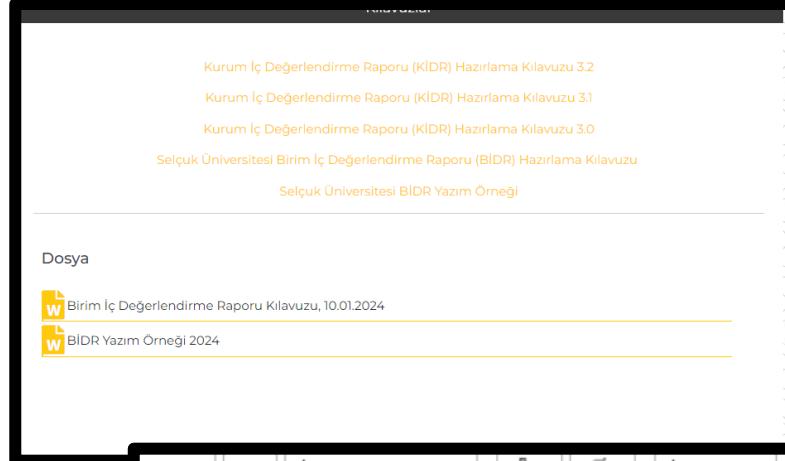 Kılavuzlar
Kurum İç Değerlendirme Raporu (KİDR) Hazırlama Kılavuzu 3.2
Kurum İç Değerlendirme Raporu (KİDR) Hazırlama Kılavuzu 3.1
Kurum İç Değerlendirme Raporu (KİDR) Hazırlama Kılavuzu 3.0
Selçuk Üniversitesi Birim İç Değerlendirme Raporu (BİDR) Hazırlama Kılavuzu
Selçuk Üniversitesi BİDR Yazım Örneği
Dosya
W Birim İç Değerlendirme Raporu Kılavuzu, 10.01.2024
W BİDR Yazım Örneği 2024